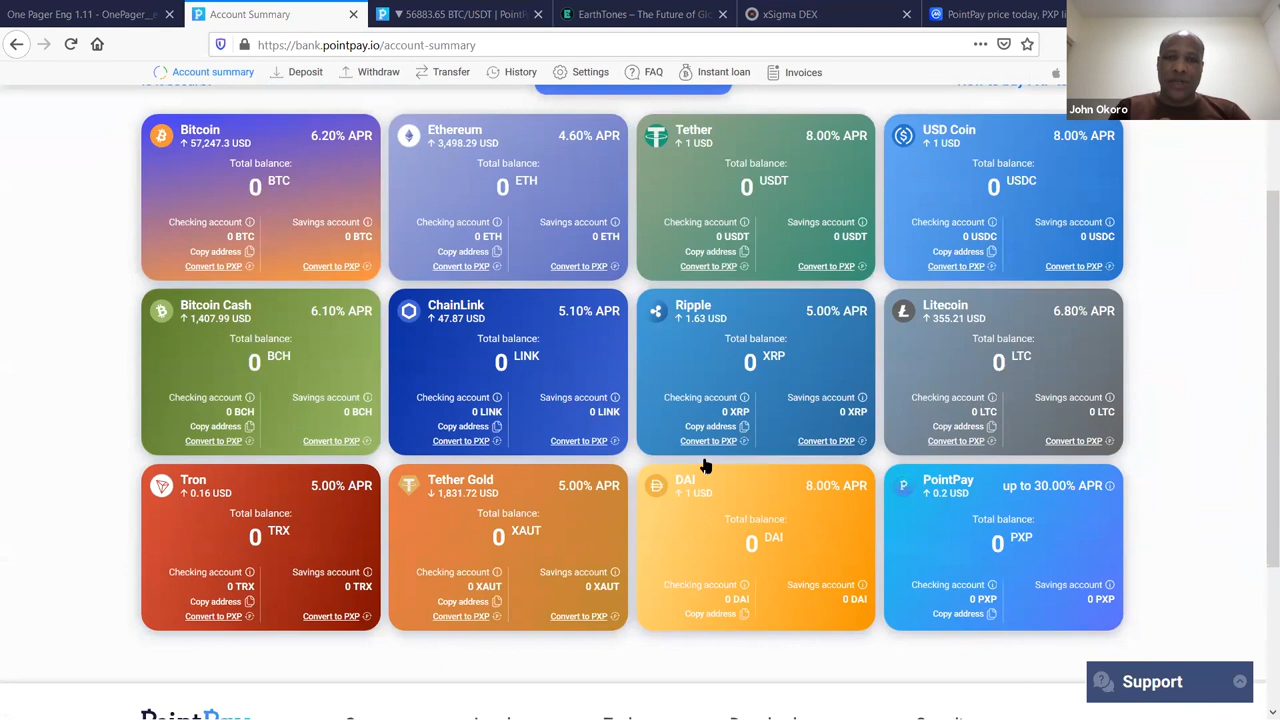 One Pager Eng 1.11 - OnePager_
Account Summary
▼ 56883.65 BTC/USDT | Point
EarthTones – The Future of Glo
xSigma DEX
PointPay price today, PXP li
https://bank.pointpay.io/account-summary
Account summary
Deposit
Withdraw
Transfer
History
Settings
FAQ
Instant loan
Invoices
John Okoro
Bitcoin
↑ 57,247.3 USD
6.20% APR
Total balance:
0 BTC
Checking account
Savings account
0 BTC
0 BTC
Copy address
Convert to PXP
Convert to PXP
Ethereum
↑ 3,498.29 USD
4.60% APR
Total balance:
0 ETH
Checking account
Savings account
0 ETH
0 ETH
Copy address
Convert to PXP
Convert to PXP
Tether
↑ 1 USD
8.00% APR
Total balance:
0 USDT
Checking account
Savings account
0 USDT
0 USDT
Copy address
Convert to PXP
Convert to PXP
USD Coin
↑ 1 USD
8.00% APR
Total balance:
0 USDC
Checking account
Savings account
0 USDC
0 USDC
Copy address
Convert to PXP
Convert to PXP
Bitcoin Cash
↑ 1,407.99 USD
6.10% APR
Total balance:
0 BCH
Checking account
Savings account
0 BCH
0 BCH
Copy address
Convert to PXP
Convert to PXP
ChainLink
↑ 47.87 USD
5.10% APR
Total balance:
0 LINK
Checking account
Savings account
0 LINK
0 LINK
Copy address
Convert to PXP
Convert to PXP
Ripple
↑ 1.63 USD
5.00% APR
Total balance:
0 XRP
Checking account
Savings account
0 XRP
0 XRP
Copy address
Convert to PXP
Convert to PXP
Litecoin
↑ 355.21 USD
6.80% APR
Total balance:
0 LTC
Checking account
Savings account
0 LTC
0 LTC
Copy address
Convert to PXP
Convert to PXP
Tron
↑ 0.16 USD
5.00% APR
Total balance:
0 TRX
Checking account
Savings account
0 TRX
0 TRX
Copy address
Convert to PXP
Convert to PXP
Tether Gold
↓ 1,831.72 USD
5.00% APR
Total balance:
0 XAUT
Checking account
Savings account
0 XAUT
0 XAUT
Copy address
Convert to PXP
Convert to PXP
DAI
↑ 1 USD
8.00% APR
Total balance:
0 DAI
Checking account
Savings account
0 DAI
0 DAI
Copy address
PointPay
↑ 0.2 USD
up to 30.00% APR
Total balance:
0 PXP
Checking account
Savings account
0 PXP
0 PXP
Copy address
Support
PointPay